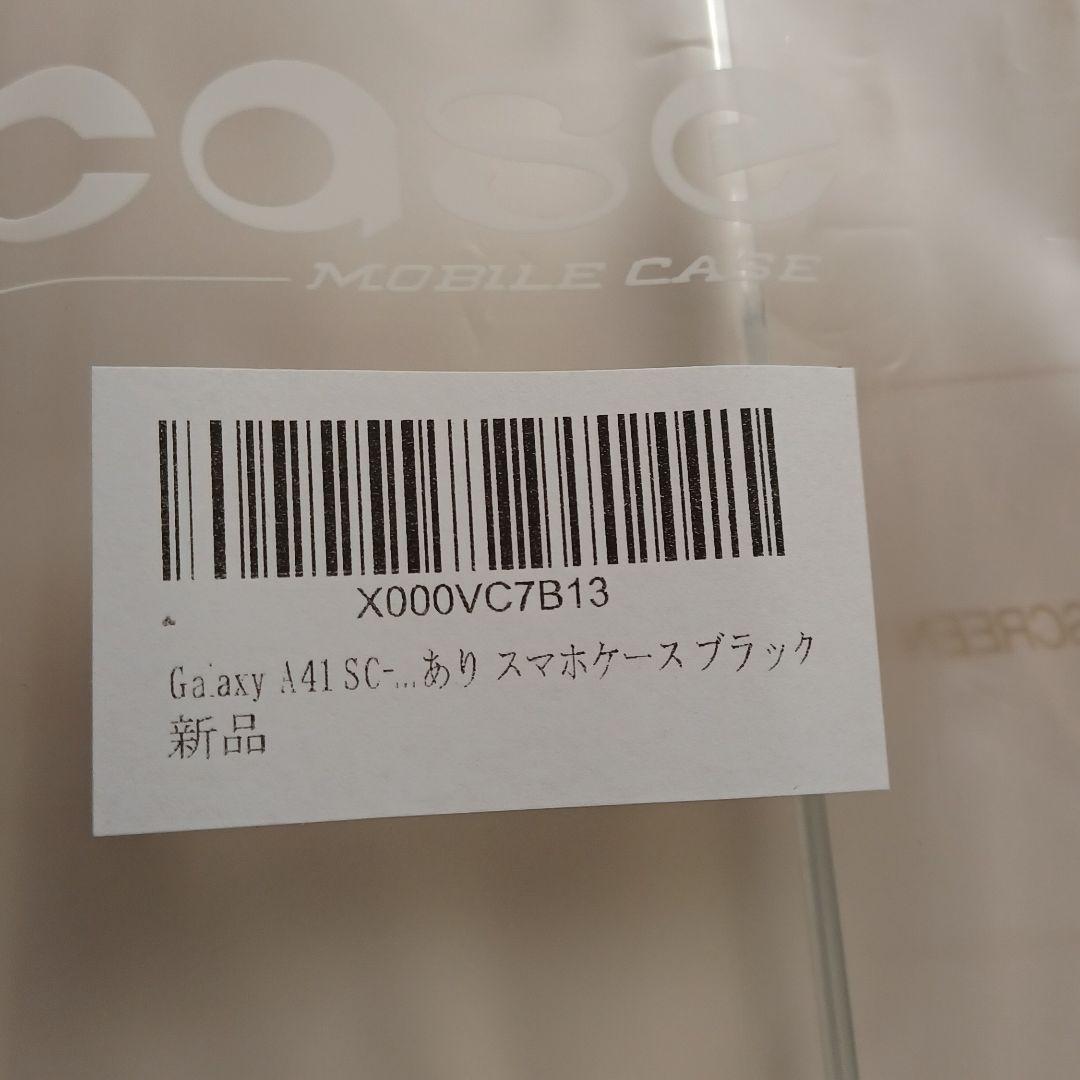 case
MOBILE CASE
SCREEN
X000VC7B13
Galaxy A41 SC-...あり スマホケース ブラック
新品